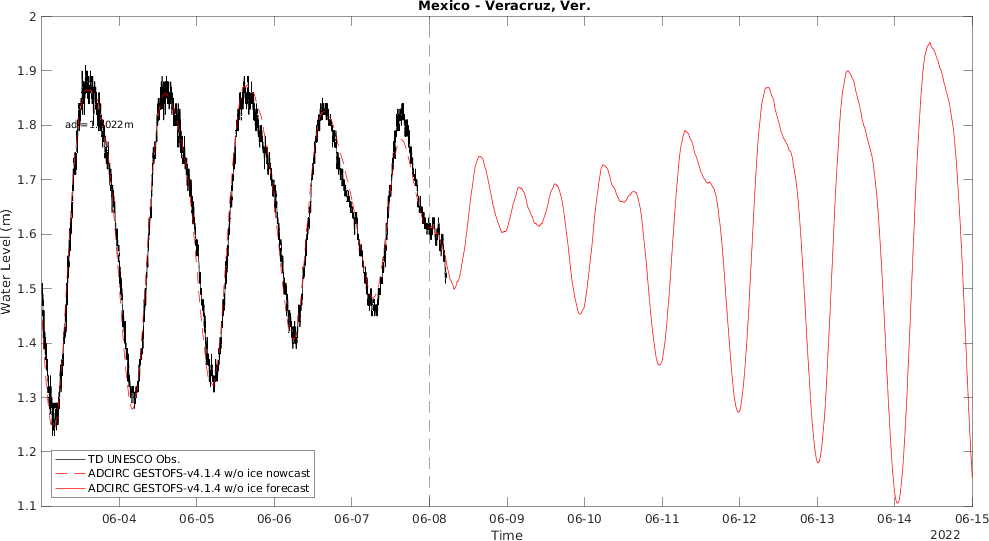 Mexico - Veracruz, Ver.
2
1.9
1.8
1.7
1.6
1.5
1.4
1.3
1.2
1.1
Water Level (m)
TD UNESCO Obs.
ADCIRC GESTOFS-v4.1.4 w/o ice nowcast
ADCIRC GESTOFS-v4.1.4 w/o ice forecast
06-04 06-05 06-06 06-07 06-08 06-09 06-10 06-11 06-12 06-13 06-14 06-15
Time
2022